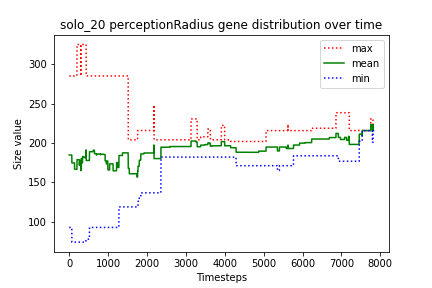 solo_20 perceptionRadius gene distribution over time
max
mean
min
300
250
200
150
100
Size value
0
1000
2000
3000
4000
5000
6000
7000
8000
Timesteps